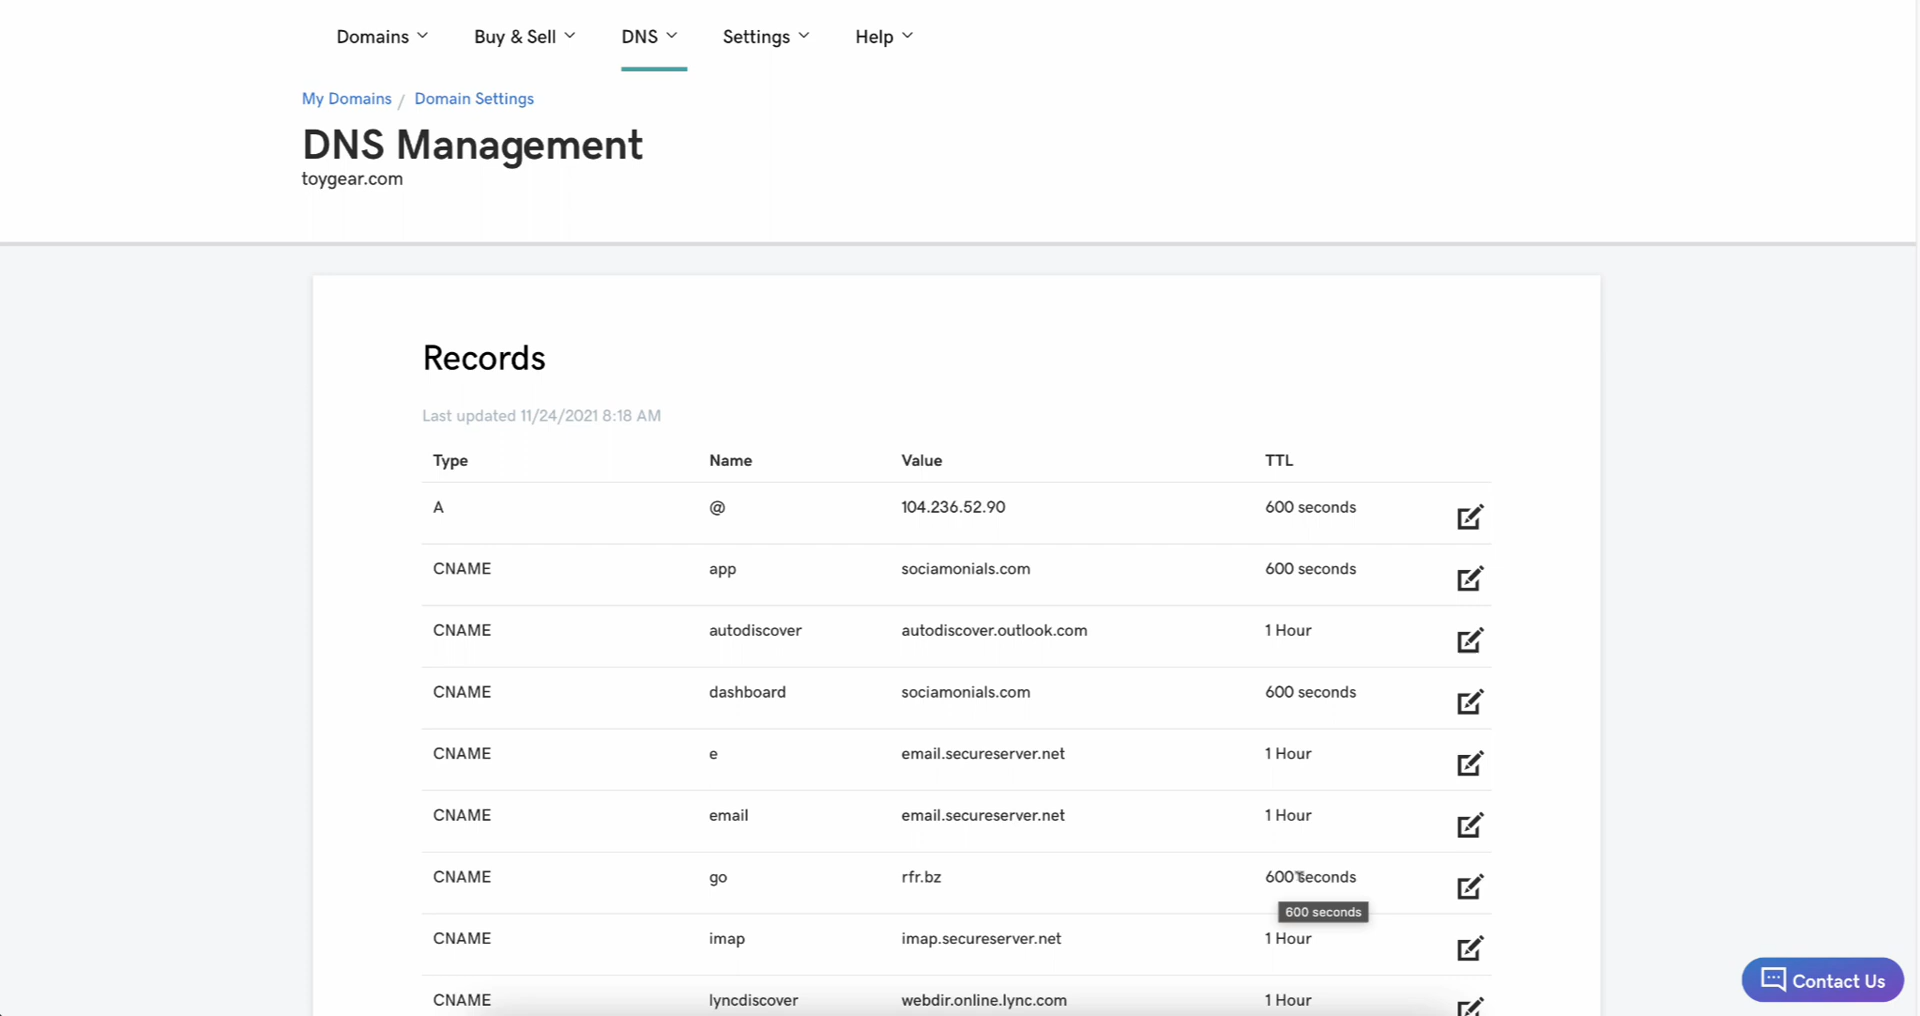 Domains Buy & Sell DNS Settings Help
My Domains / Domain Settings
DNS Management
toygear.com
Records
Last updated 11/24/2021 8:18 AM
Type Name Value TTL
A @ 104.236.52.90 600 seconds
CNAME app sociamonials.com 600 seconds
CNAME autodiscover autodiscover.outlook.com 1 Hour
CNAME dashboard sociamonials.com 600 seconds
CNAME e email.secureserver.net 1 Hour
CNAME email email.secureserver.net 1 Hour
CNAME go rfr.bz 600 seconds
600 seconds
CNAME imap imap.secureserver.net 1 Hour
CNAME lyncdiscover webdir.online.lync.com 1 Hour
Contact Us